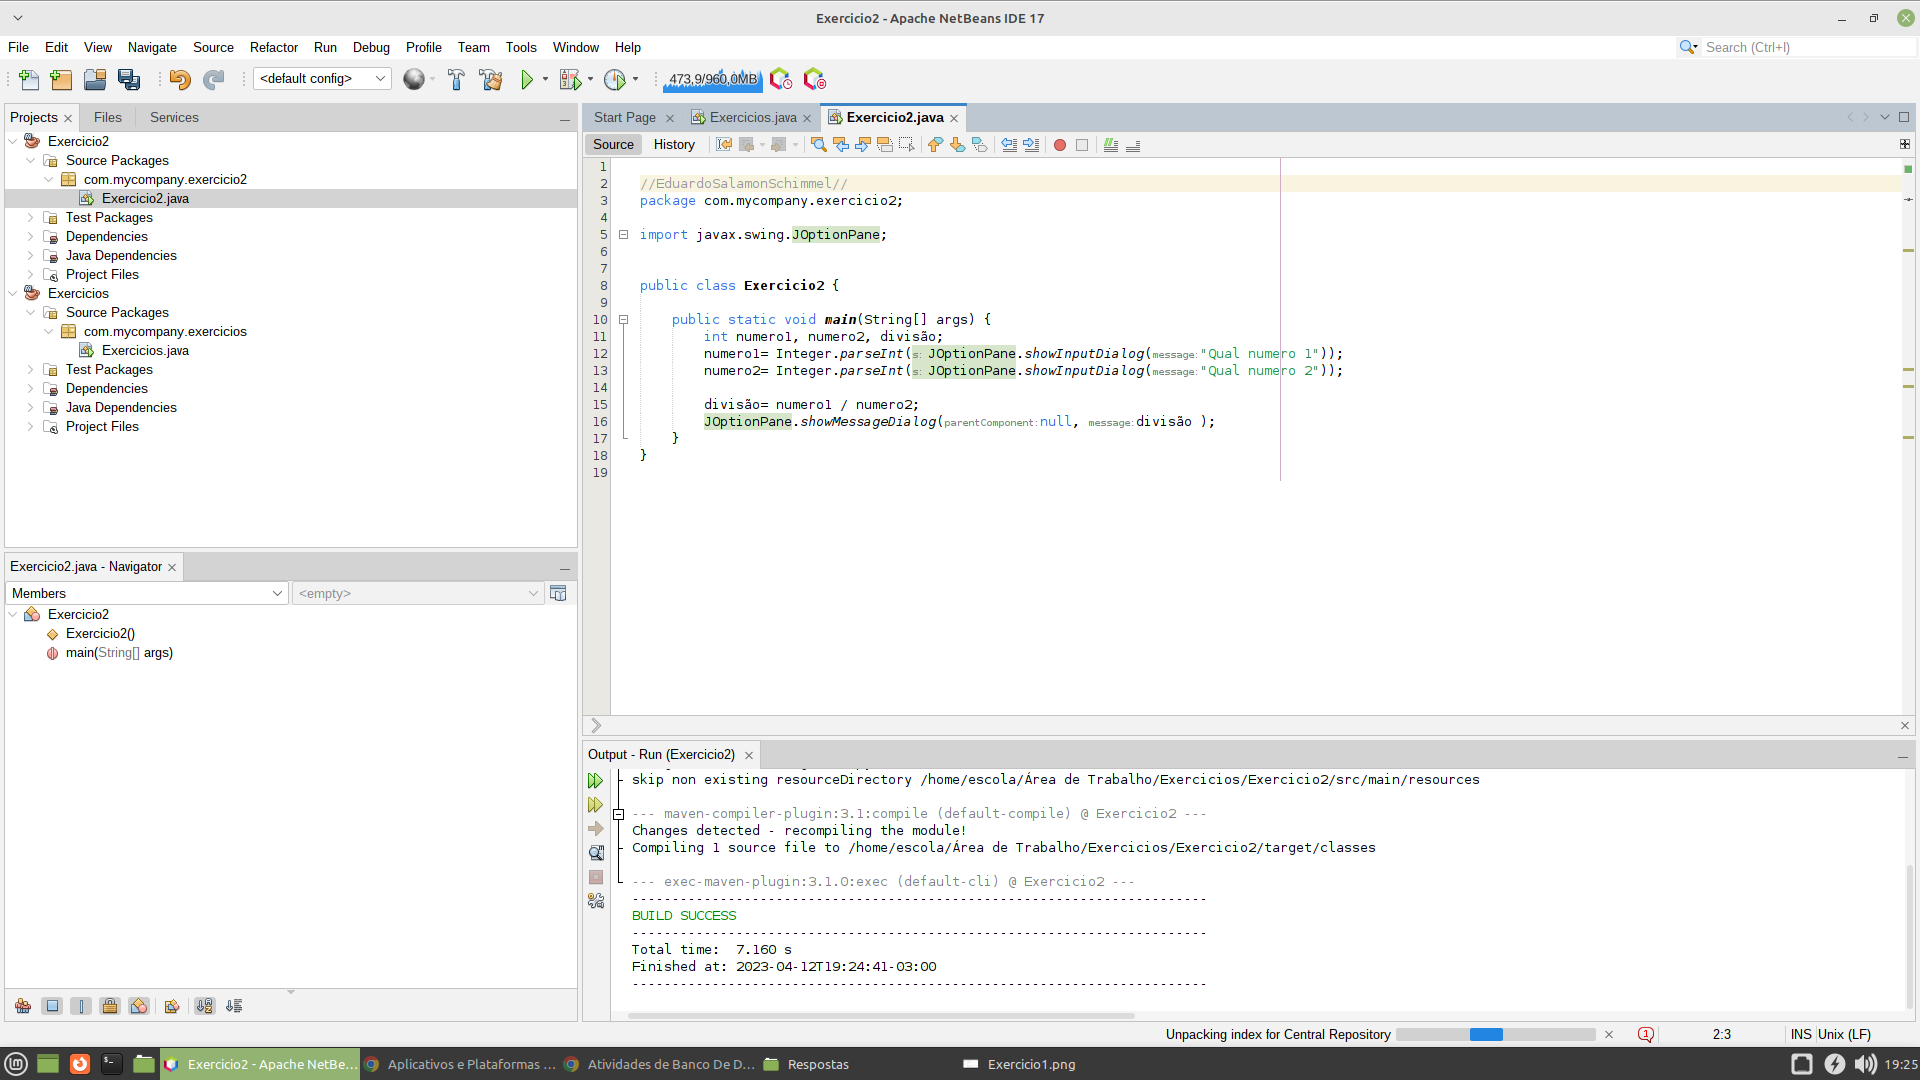 Exercicio2 - Apache NetBeans IDE 17
File Edit View Navigate Source Refactor Run Debug Profile Team Tools Window Help
Search (Ctrl+I)
<default config>
473,9/960,0MB
Projects Files Services
Exercicio2
Source Packages
com.mycompany.exercicio2
Exercicio2.java
Test Packages
Dependencies
Java Dependencies
Project Files
Exercicios
Source Packages
com.mycompany.exercicios
Exercicios.java
Test Packages
Dependencies
Java Dependencies
Project Files
Exercicio2.java - Navigator
Members
<empty>
Exercicio2
Exercicio2()
main(String[] args)
Start Page Exercicios.java Exercicio2.java
Source History
1
2 //EduardoSalamonSchimmel//
3 package com.mycompany.exercicio2;
4
5 import javax.swing.JOptionPane;
6
7
8 public class Exercicio2 {
9
10 public static void main(String[] args) {
11 int numero1, numero2, divisão;
12 numero1= Integer.parseInt(s: JOptionPane.showInputDialog(message:"Qual numero 1"));
13 numero2= Integer.parseInt(s: JOptionPane.showInputDialog(message:"Qual numero 2"));
14
15 divisão= numero1 / numero2;
16 JOptionPane.showMessageDialog(parentComponent:null, message:divisão );
17 }
18 }
19
Output - Run (Exercicio2)
skip non existing resourceDirectory /home/escola/Área de Trabalho/Exercicios/Exercicio2/src/main/resources
--- maven-compiler-plugin:3.1:compile (default-compile) @ Exercicio2 ---
Changes detected - recompiling the module!
Compiling 1 source file to /home/escola/Área de Trabalho/Exercicios/Exercicio2/target/classes
--- exec-maven-plugin:3.1.0:exec (default-cli) @ Exercicio2 ---
------------------------------------------------------------------------
BUILD SUCCESS
------------------------------------------------------------------------
Total time:  7.160 s
Finished at: 2023-04-12T19:24:41-03:00
------------------------------------------------------------------------
Unpacking index for Central Repository
1
2:3
INS Unix (LF)
Exercicio2 - Apache NetBe...
Aplicativos e Plataformas ...
Atividades de Banco De D...
Respostas
Exercicio1.png
19:25